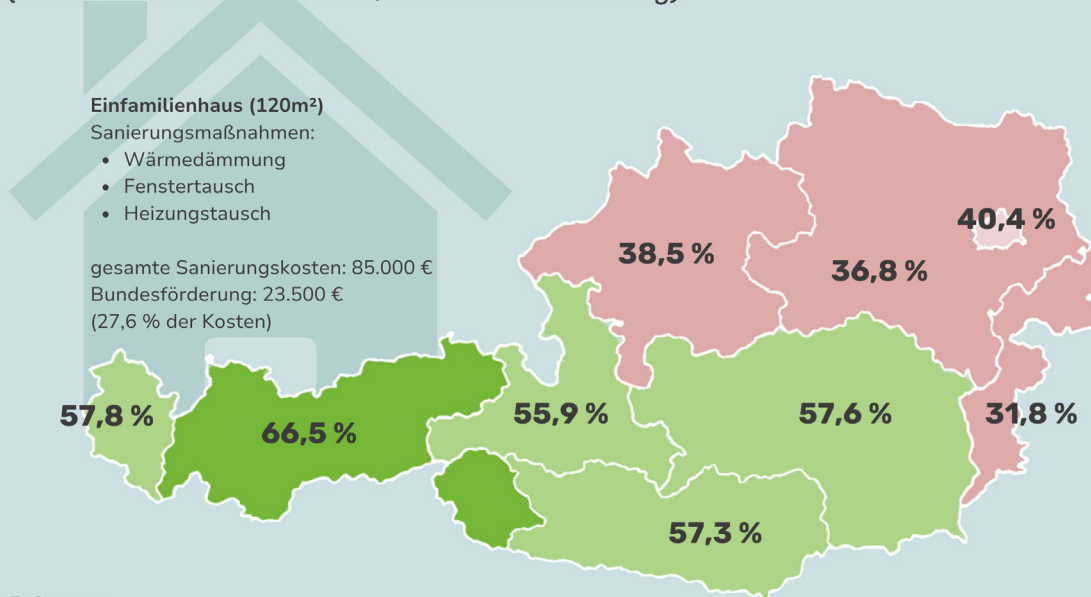 Einfamilienhaus (120m²)
Sanierungsmaßnahmen:
• Wärmedämmung
• Fenstertausch
• Heizungstausch
gesamte Sanierungskosten: 85.000 €
Bundesförderung: 23.500 €
(27,6 % der Kosten)
40,4 %
38,5 %
36,8 %
57,8 %
66,5 %
55,9 %
57,6 %
31,8 %
57,3 %